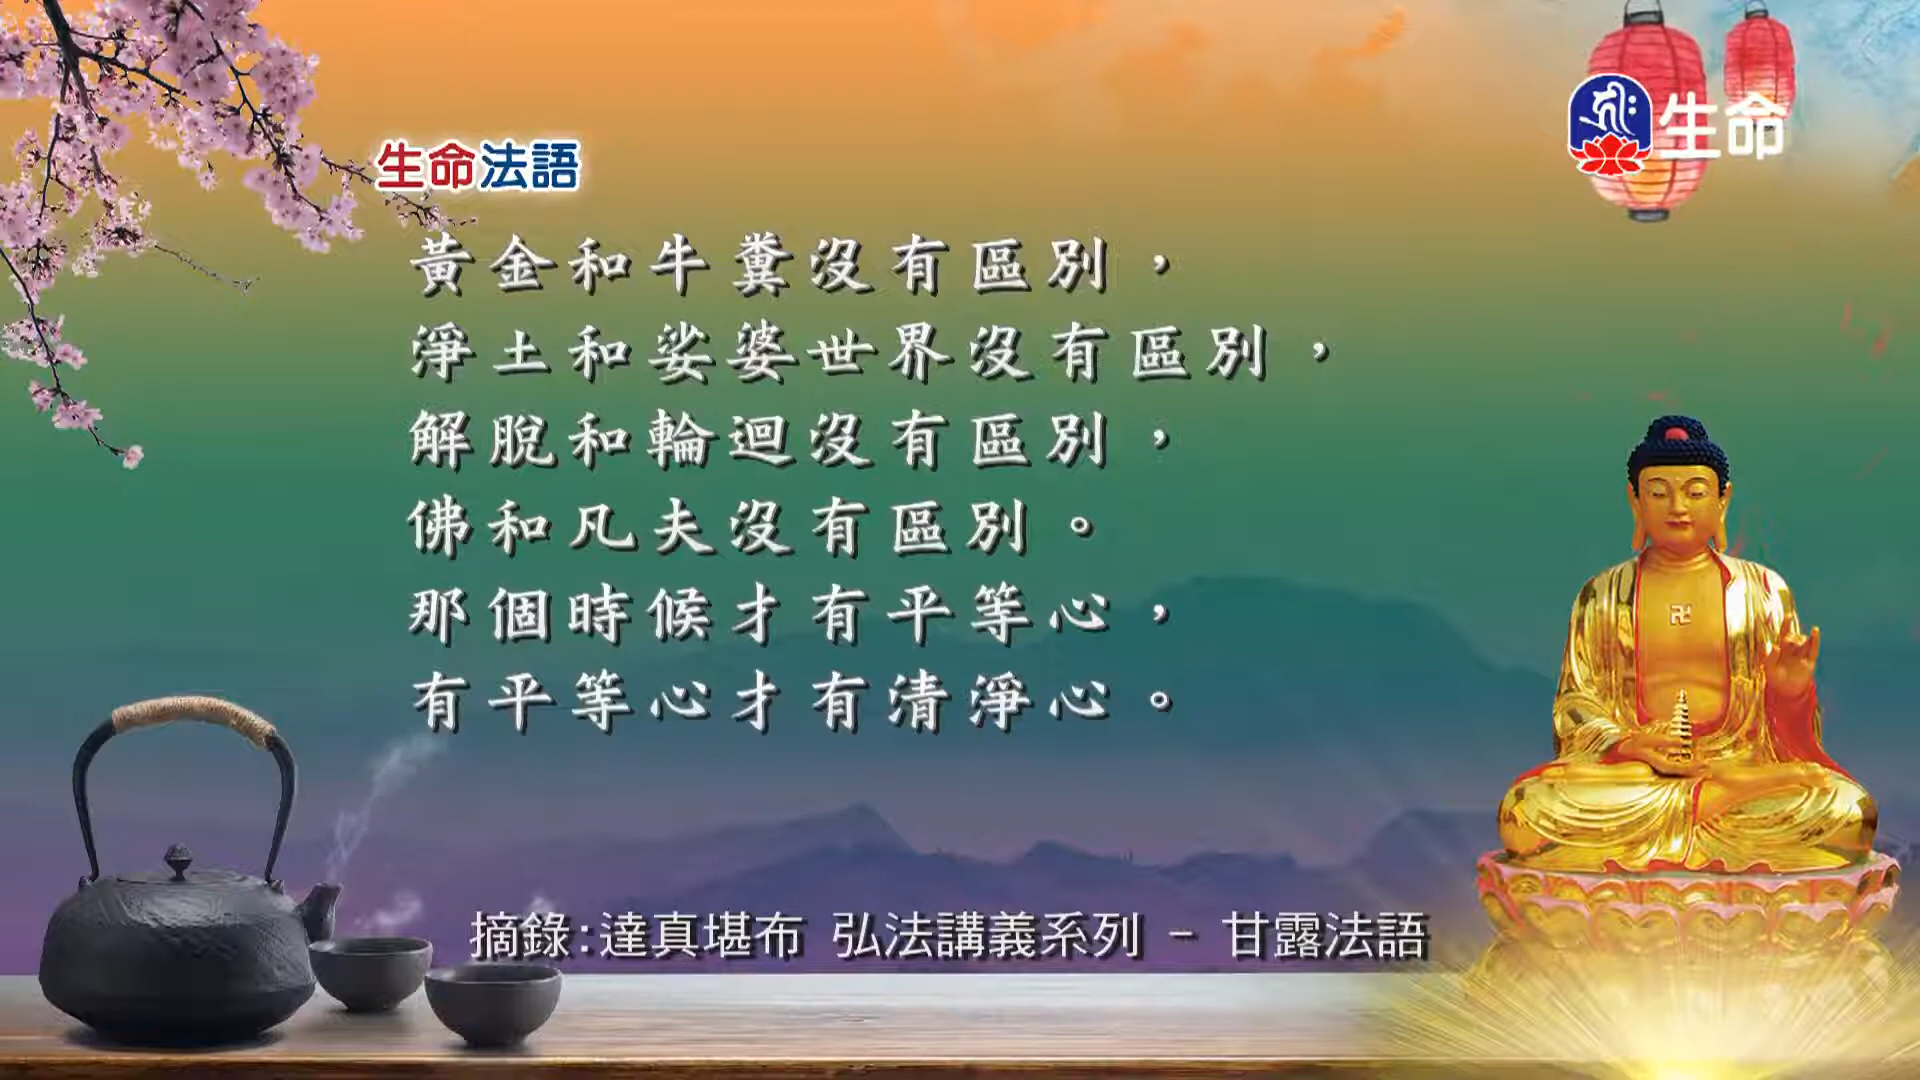 生命
生命法語
黃金和牛糞沒有區別，
淨土和娑婆世界沒有區別，
解脫和輪迴沒有區別，
佛和凡夫沒有區別。
那個時候才有平等心，
有平等心才有清淨心。
摘錄:達真堪布 弘法講義系列 - 甘露法語